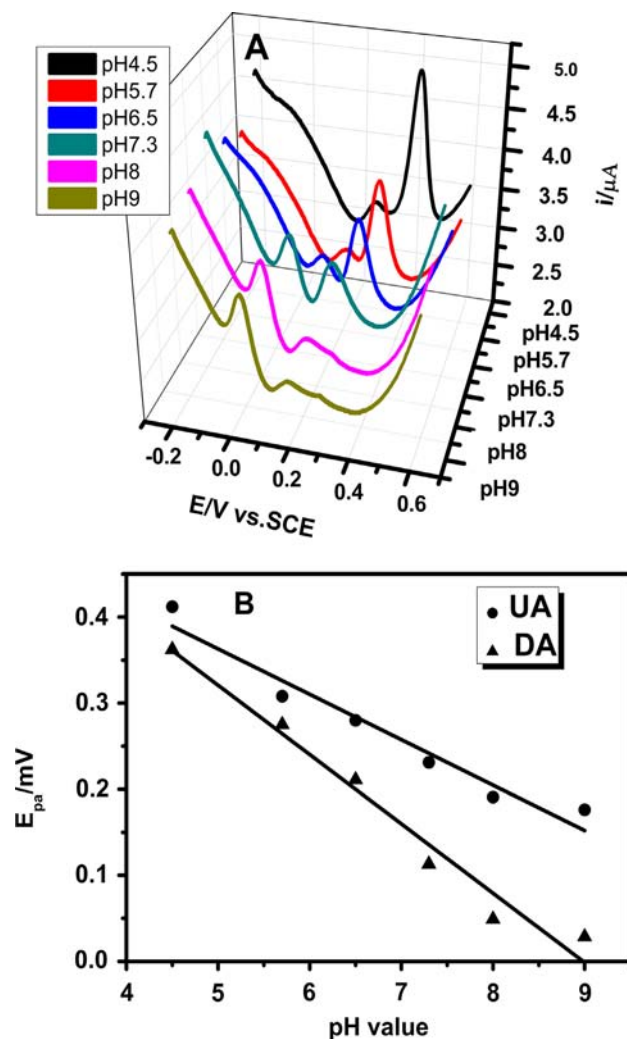 A
pH4.5
pH5.7
pH6.5
pH7.3
pH8
pH9
5.0
4.5
4.0
3.5
3.0
2.5
2.0
i/μA
pH4.5
pH5.7
pH6.5
pH7.3
pH8
pH9
-0.2 0.0 0.2 0.4 0.6
E/V vs.SCE
B
UA
DA
0.4
0.3
0.2
0.1
0.0
Epa/mV
4 5 6 7 8 9
pH value